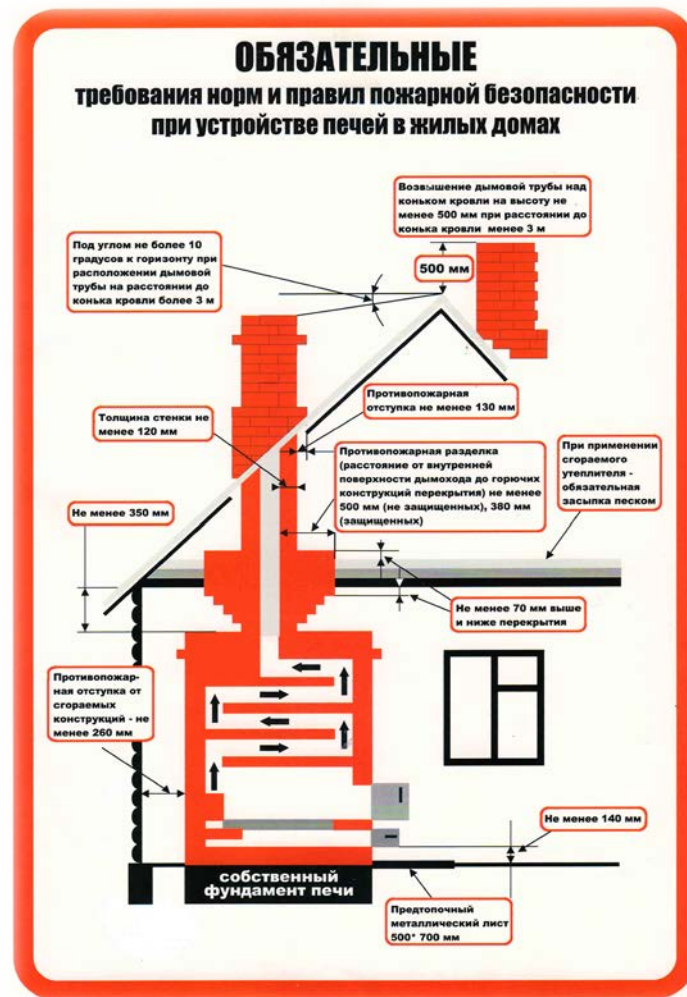 ОБЯЗАТЕЛЬНЫЕ
требования норм и правил пожарной безопасности
при устройстве печей в жилых домах
Возвышение дымовой трубы над
коньком кровли на высоту не
менее 500 мм при расстоянии до
конька кровли менее 3 м
Под углом не более 10
градусов к горизонту при
расположении дымовой
трубы на расстоянии до
конька кровли более 3 м
500 мм
Противопожарная
отступка не менее 130 мм
Толщина стенки не
менее 120 мм
Противопожарная разделка
(расстояние от внутренней
поверхности дымохода до горючих
конструкций перекрытия) не менее
500 мм (не защищенных), 380 мм
(защищенных)
При применении
сгораемого
утеплителя -
обязательная
засыпка песком
Не менее 350 мм
Не менее 70 мм выше
и ниже перекрытия
Противопожар-
ная отступка от
сгораемых
конструкций - не
менее 260 мм
Не менее 140 мм
собственный
фундамент печи
Предтопочный
металлический лист
500* 700 мм